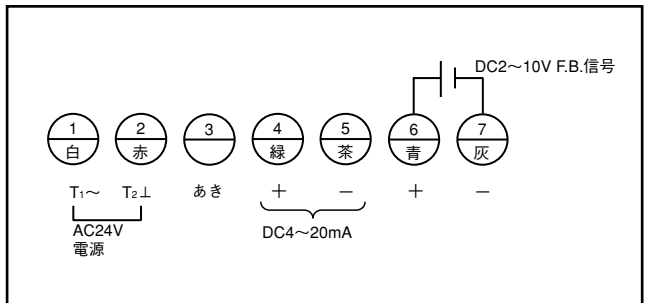 DC2～10V F.B.信号
1 2 3 4 5 6 7
白 赤 緑 茶 青 灰
T1～ T2⊥ あき ＋ － ＋ －
AC24V
電源
DC4～20mA